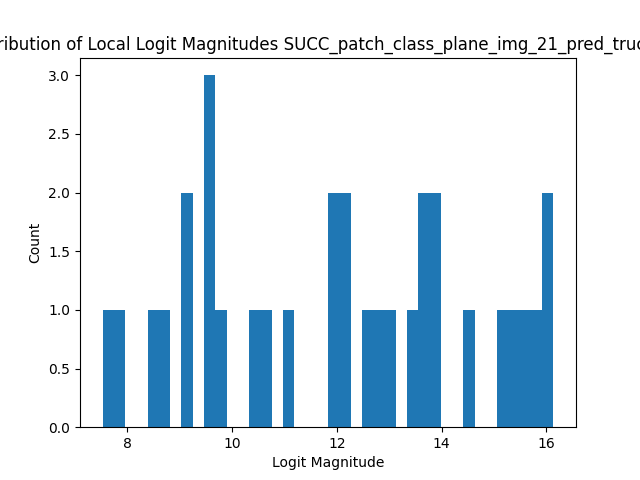 ribution of Local Logit Magnitudes SUCC_patch_class_plane_img_21_pred_truc
3.0
2.5
2.0
1.5
1.0
0.5
0.0
Count
8 10 12 14 16
Logit Magnitude